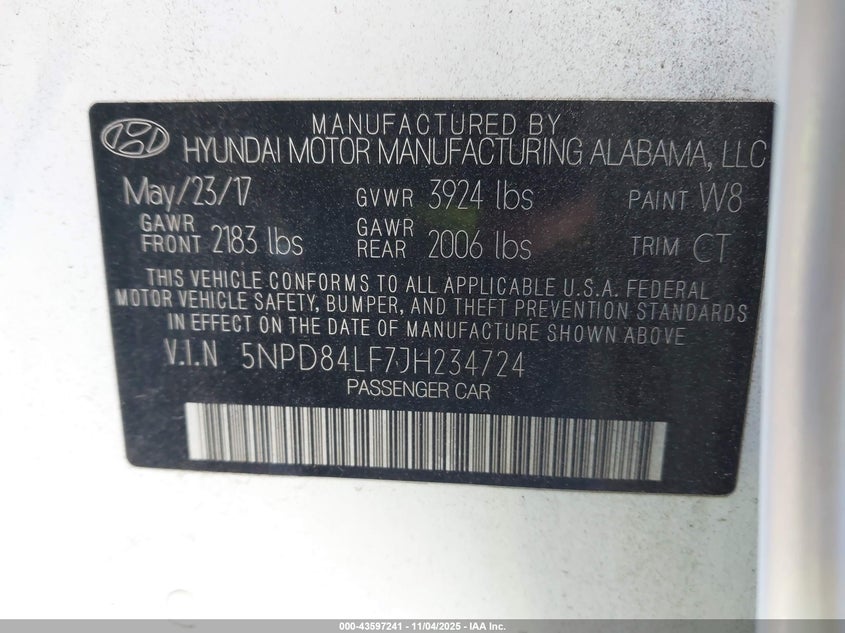 MANUFACTURED BY
HYUNDAI MOTOR MANUFACTURING ALABAMA, LLC
May/23/17 GVWR 3924 lbs PAINT W8
GAWR FRONT 2183 lbs GAWR REAR 2006 lbs TRIM CT
THIS VEHICLE CONFORMS TO ALL APPLICABLE U.S.A. FEDERAL
MOTOR VEHICLE SAFETY, BUMPER, AND THEFT PREVENTION STANDARDS
IN EFFECT ON THE DATE OF MANUFACTURE SHOWN ABOVE
V.I.N 5NPD84LF7JH234724
PASSENGER CAR
000-43597241 - 11/04/2025 - IAA Inc.